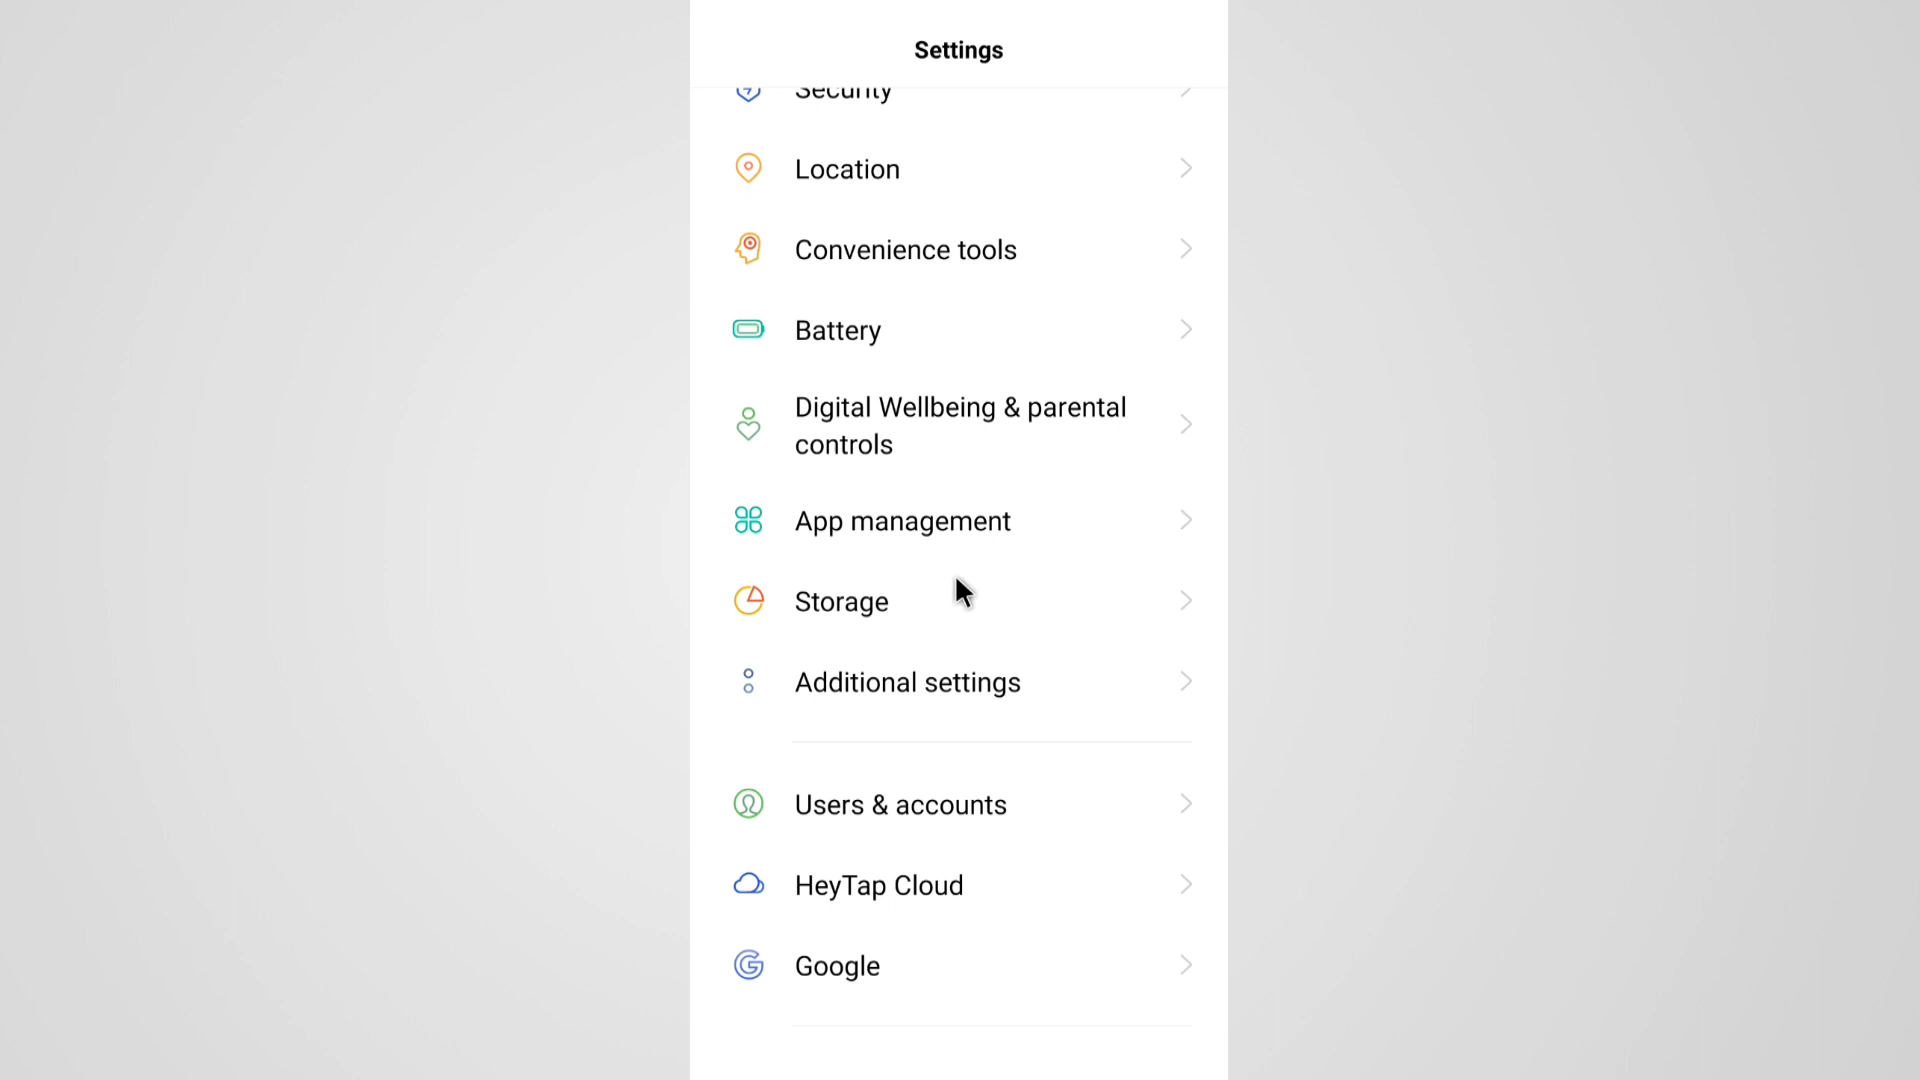 Settings
Security
Location
Convenience tools
Battery
Digital Wellbeing & parental
controls
App management
Storage
Additional settings
Users & accounts
HeyTap Cloud
Google